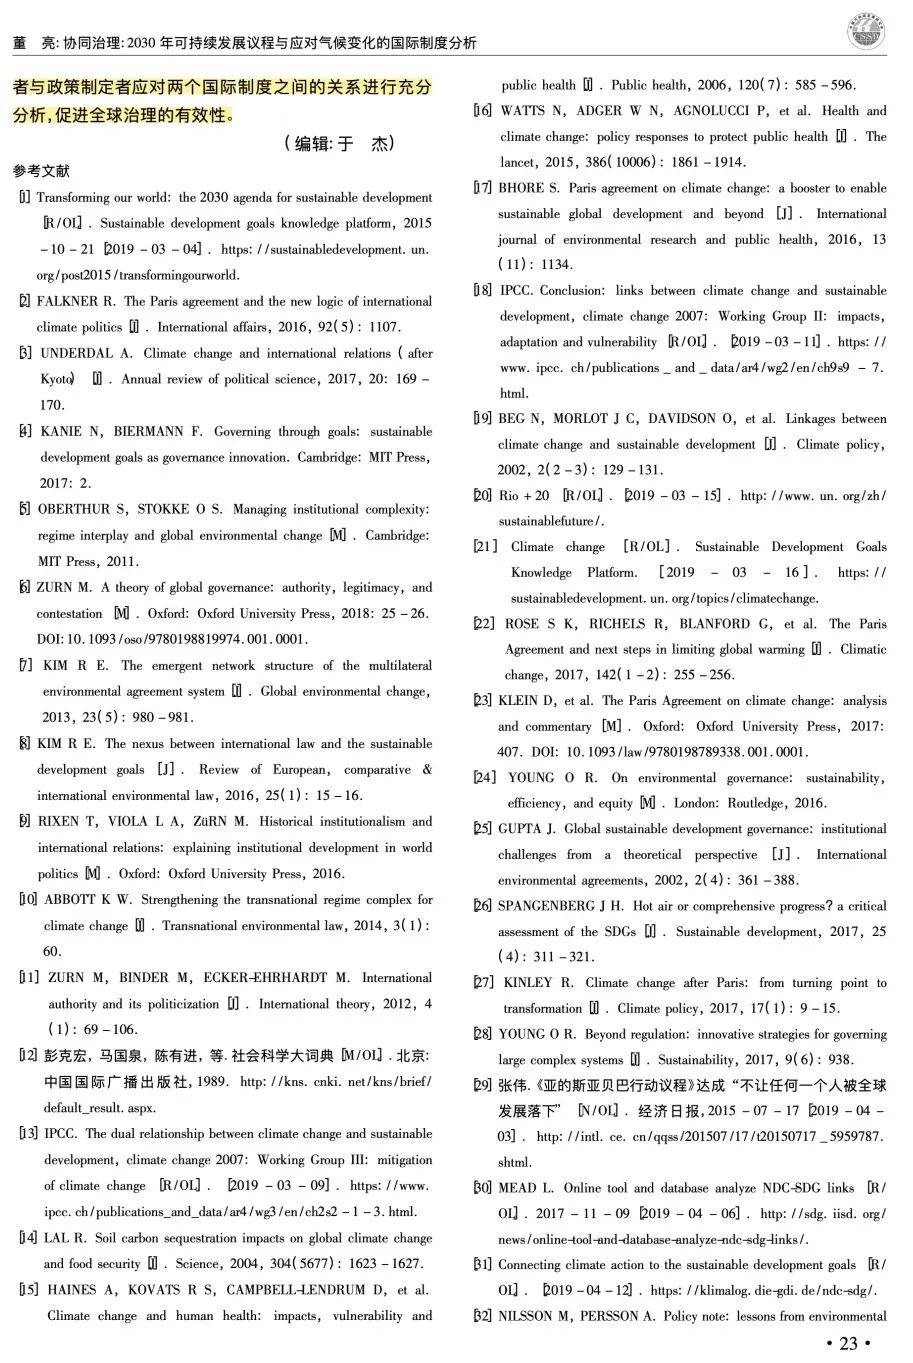 董　亮:协同治理:2030年可持续发展议程与应对气候变化的国际制度分析
CSSCI
者与政策制定者应对两个国际制度之间的关系进行充分
分析,促进全球治理的有效性。
(编辑:于　杰)
参考文献
[1] Transforming our world: the 2030 agenda for sustainable development
[R/OL]. Sustainable development goals knowledge platform, 2015
-10-21 [2019-03-04]. https://sustainabledevelopment.un.
org/post2015/transformingourworld.
[2] FALKNER R. The Paris agreement and the new logic of international
climate politics [J]. International affairs, 2016, 92(5): 1107.
[3] UNDERDAL A. Climate change and international relations (after
Kyoto) [J]. Annual review of political science, 2017, 20: 169-
170.
[4] KANIE N, BIERMANN F. Governing through goals: sustainable
development goals as governance innovation. Cambridge: MIT Press,
2017: 2.
[5] OBERTHUR S, STOKKE O S. Managing institutional complexity:
regime interplay and global environmental change [M]. Cambridge:
MIT Press, 2011.
[6] ZURN M. A theory of global governance: authority, legitimacy, and
contestation [M]. Oxford: Oxford University Press, 2018: 25-26.
DOI:10.1093/oso/9780198819974.001.0001.
[7] KIM R E. The emergent network structure of the multilateral
environmental agreement system [J]. Global environmental change,
2013, 23(5): 980-981.
[8] KIM R E. The nexus between international law and the sustainable
development goals [J]. Review of European, comparative &
international environmental law, 2016, 25(1): 15-16.
[9] RIXEN T, VIOLA L A, ZüRN M. Historical institutionalism and
international relations: explaining institutional development in world
politics [M]. Oxford: Oxford University Press, 2016.
[10] ABBOTT K W. Strengthening the transnational regime complex for
climate change [J]. Transnational environmental law, 2014, 3(1):
60.
[11] ZURN M, BINDER M, ECKER-EHRHARDT M. International
authority and its politicization [J]. International theory, 2012, 4
(1): 69-106.
[12] 彭克宏,马国泉,陈有进,等.社会科学大词典 [M/OL].北京:
中国国际广播出版社,1989. http://kns.cnki.net/kns/brief/
default_result.aspx.
[13] IPCC. The dual relationship between climate change and sustainable
development, climate change 2007: Working Group III: mitigation
of climate change [R/OL]. [2019-03-09]. https://www.
ipcc.ch/publications_and_data/ar4/wg3/en/ch2s2-1-3.html.
[14] LAL R. Soil carbon sequestration impacts on global climate change
and food security [J]. Science, 2004, 304(5677): 1623-1627.
[15] HAINES A, KOVATS R S, CAMPBELL-LENDRUM D, et al.
Climate change and human health: impacts, vulnerability and
public health [J]. Public health, 2006, 120(7): 585-596.
[16] WATTS N, ADGER W N, AGNOLUCCI P, et al. Health and
climate change: policy responses to protect public health [J]. The
lancet, 2015, 386(10006): 1861-1914.
[17] BHORE S. Paris agreement on climate change: a booster to enable
sustainable global development and beyond [J]. International
journal of environmental research and public health, 2016, 13
(11): 1134.
[18] IPCC. Conclusion: links between climate change and sustainable
development, climate change 2007: Working Group II: impacts,
adaptation and vulnerability [R/OL]. [2019-03-11]. https://
www.ipcc.ch/publications_and_data/ar4/wg2/en/ch9s9-7.
html.
[19] BEG N, MORLOT J C, DAVIDSON O, et al. Linkages between
climate change and sustainable development [J]. Climate policy,
2002, 2(2-3): 129-131.
[20] Rio+20 [R/OL]. [2019-03-15]. http://www.un.org/zh/
sustainablefuture/.
[21] Climate change [R/OL]. Sustainable Development Goals
Knowledge Platform. [2019-03-16]. https://
sustainabledevelopment.un.org/topics/climatechange.
[22] ROSE S K, RICHELS R, BLANFORD G, et al. The Paris
Agreement and next steps in limiting global warming [J]. Climatic
change, 2017, 142(1-2): 255-256.
[23] KLEIN D, et al. The Paris Agreement on climate change: analysis
and commentary [M]. Oxford: Oxford University Press, 2017:
407. DOI: 10.1093/law/9780198789338.001.0001.
[24] YOUNG O R. On environmental governance: sustainability,
efficiency, and equity [M]. London: Routledge, 2016.
[25] GUPTA J. Global sustainable development governance: institutional
challenges from a theoretical perspective [J]. International
environmental agreements, 2002, 2(4): 361-388.
[26] SPANGENBERG J H. Hot air or comprehensive progress? a critical
assessment of the SDGs [J]. Sustainable development, 2017, 25
(4): 311-321.
[27] KINLEY R. Climate change after Paris: from turning point to
transformation [J]. Climate policy, 2017, 17(1): 9-15.
[28] YOUNG O R. Beyond regulation: innovative strategies for governing
large complex systems [J]. Sustainability, 2017, 9(6): 938.
[29] 张伟.《亚的斯亚贝巴行动议程》达成“不让任何一个人被全球
发展落下” [N/OL]. 经济日报,2015-07-17 [2019-04-
03]. http://intl.ce.cn/qqss/201507/17/t20150717_5959787.
shtml.
[30] MEAD L. Online tool and database analyze NDC-SDG links [R/
OL]. 2017-11-09 [2019-04-06]. http://sdg.iisd.org/
news/online-tool-and-database-analyze-ndc-sdg-links/.
[31] Connecting climate action to the sustainable development goals [R/
OL]. [2019-04-12]. https://klimalog.die-gdi.de/ndc-sdg/.
[32] NILSSON M, PERSSON A. Policy note: lessons from environmental
·23·